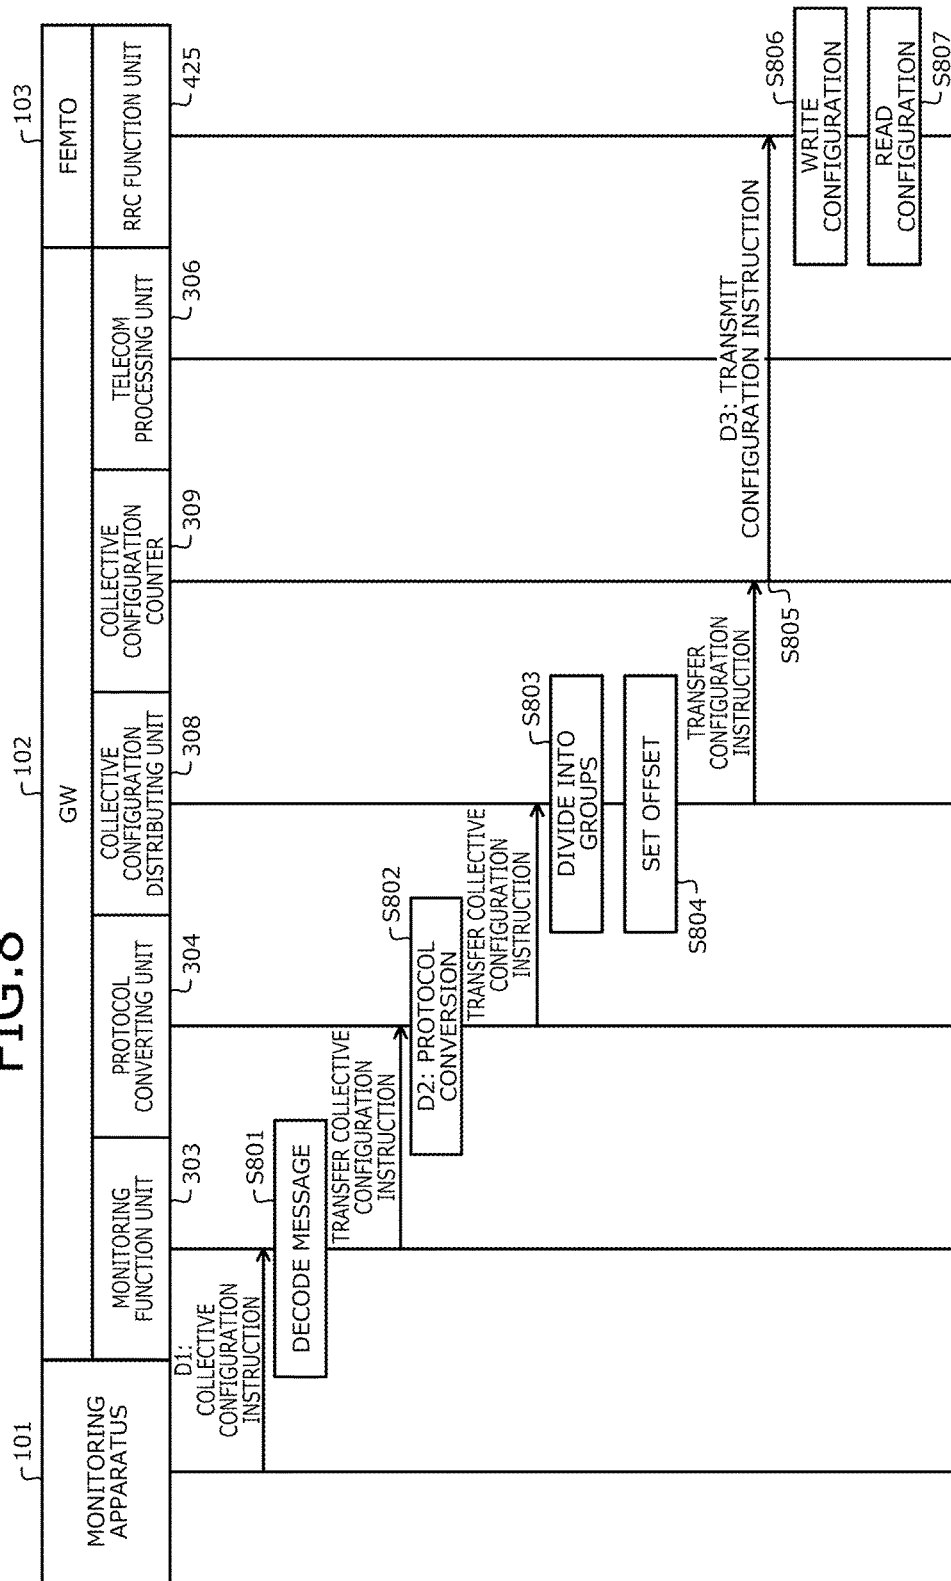 FIG.8
101
102
103
MONITORING
APPARATUS
GW
FEMTO
MONITORING
FUNCTION UNIT
PROTOCOL
CONVERTING UNIT
COLLECTIVE
CONFIGURATION
DISTRIBUTING UNIT
COLLECTIVE
CONFIGURATION
COUNTER
TELECOM
PROCESSING UNIT
RRC FUNCTION UNIT
303
304
308
309
306
425
D1:
COLLECTIVE
CONFIGURATION
INSTRUCTION
S801
DECODE MESSAGE
TRANSFER COLLECTIVE
CONFIGURATION
INSTRUCTION
S802
D2: PROTOCOL
CONVERSION
TRANSFER COLLECTIVE
CONFIGURATION
INSTRUCTION
S803
DIVIDE INTO
GROUPS
SET OFFSET
S804
TRANSFER
CONFIGURATION
INSTRUCTION
D3: TRANSMIT
CONFIGURATION INSTRUCTION
S805
S806
WRITE
CONFIGURATION
READ
CONFIGURATION
S807